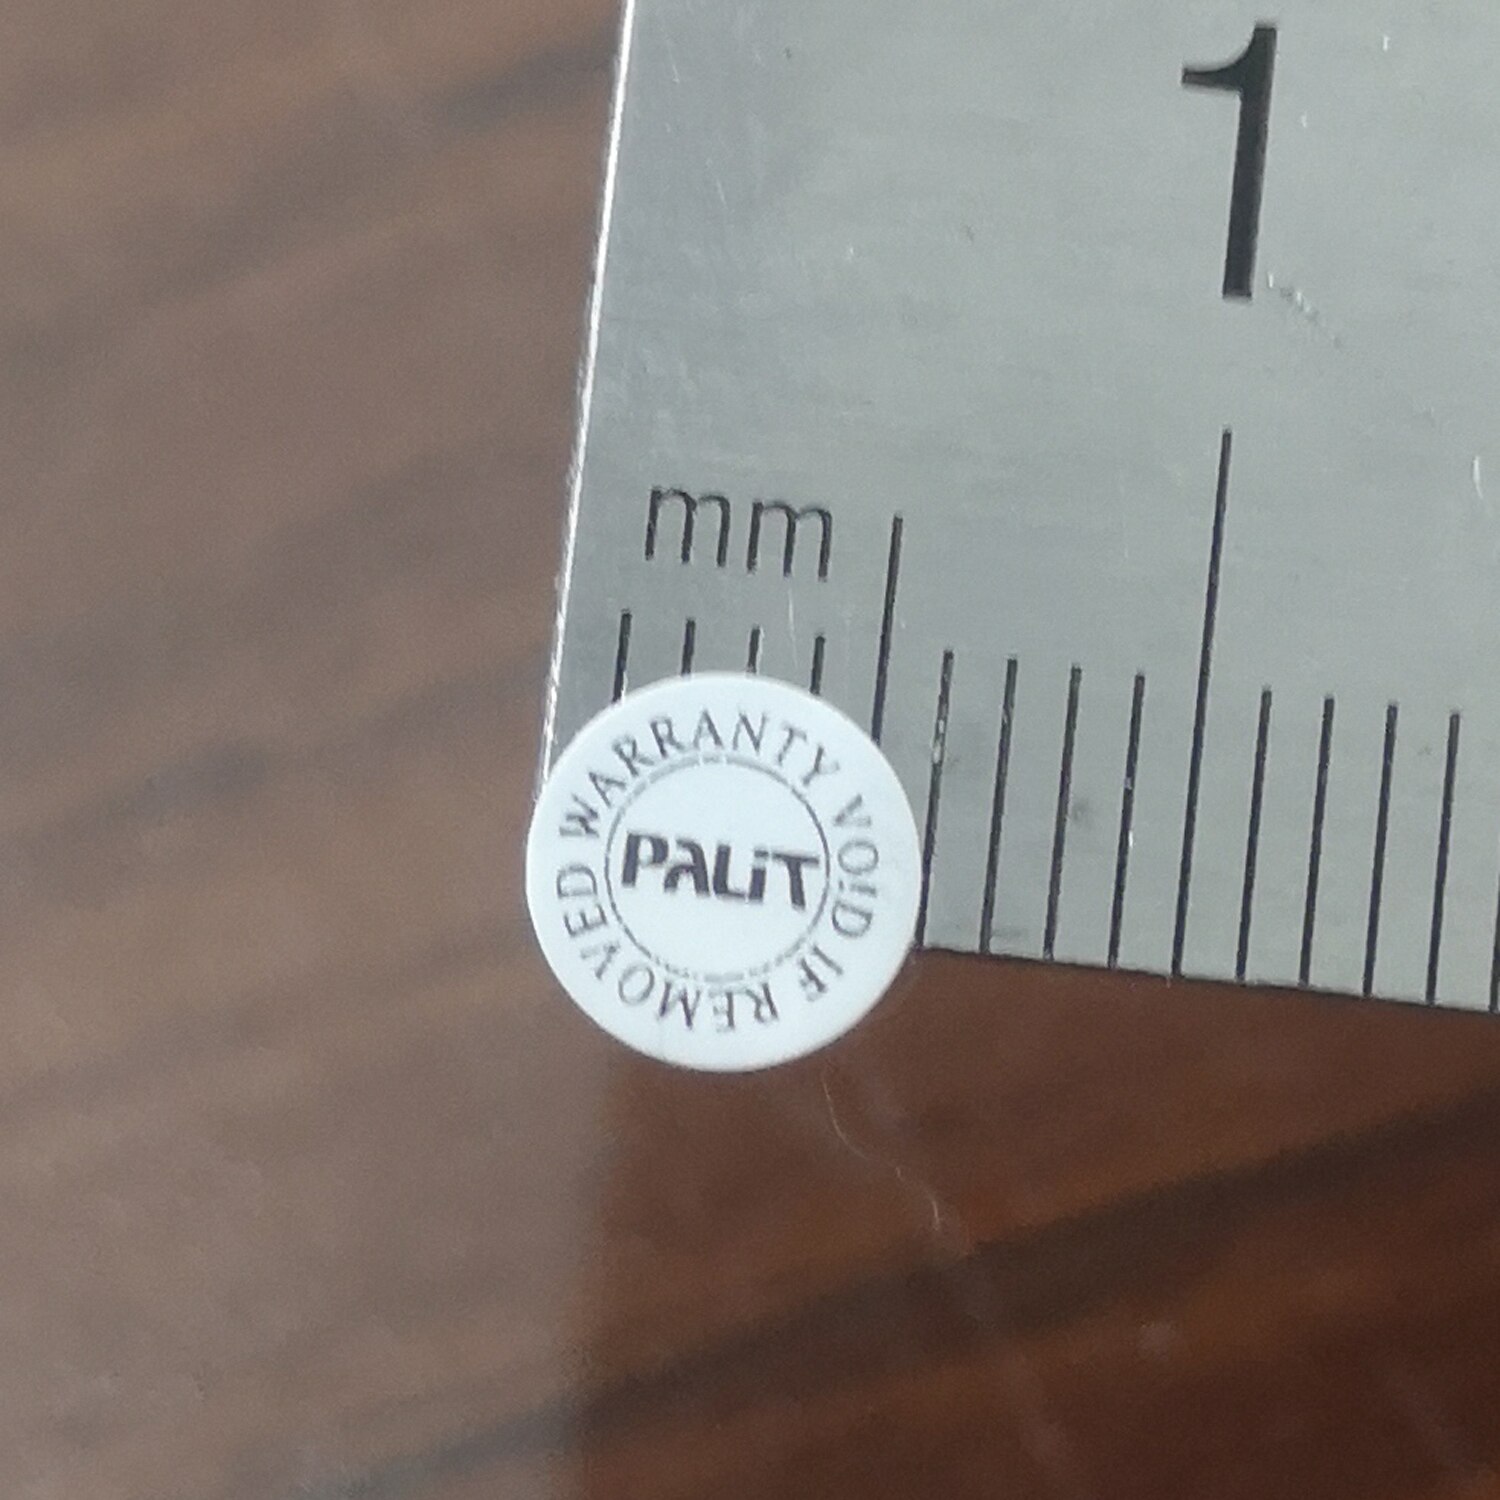 1
mm
WARRANTY VOID IF REMOVED
PALiT